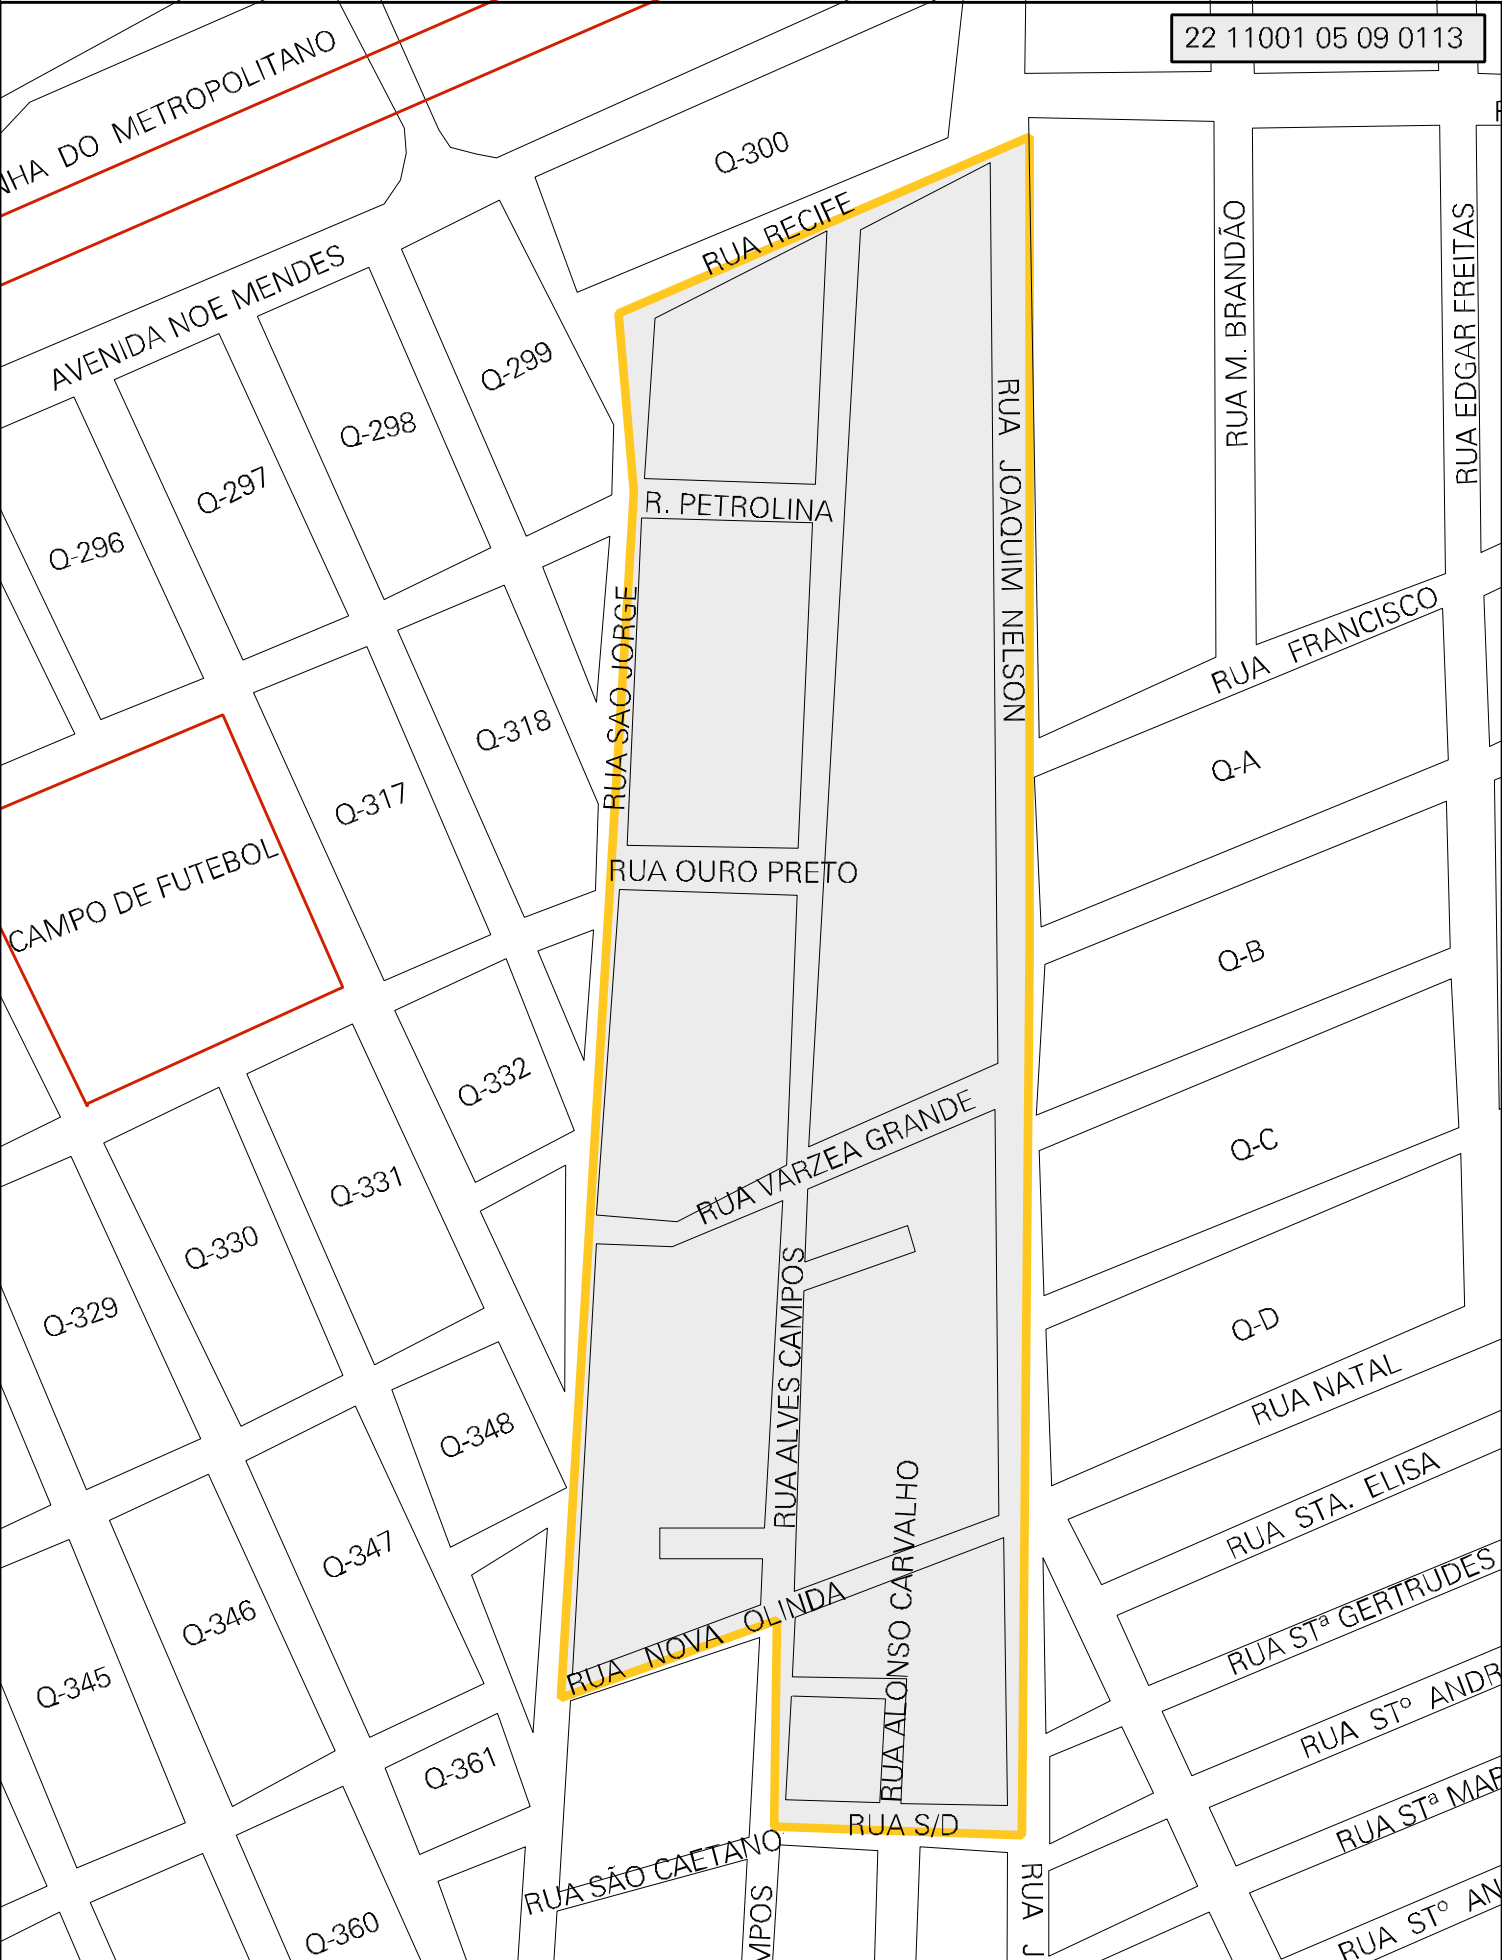 22 11001 05 09 0113
DO METROPOLITANO
Q-300
RUA RECIFE
AVENIDA NOE MENDES
RUA M. BRANDÃO
RUA EDGAR FREITAS
Q-299
Q-298
Q-297
Q-296
R. PETROLINA
RUA JOAQUIM NELSON
RUA SAO JORGE
RUA FRANCISCO
Q-318
Q-317
Q-A
CAMPO DE FUTEBOL
RUA OURO PRETO
Q-B
Q-332
Q-331
Q-330
Q-329
RUA VARZEA GRANDE
Q-C
Q-D
RUA ALVES CAMPOS
RUA NATAL
Q-348
Q-347
Q-346
Q-345
RUA ALONSO CARVALHO
RUA STA. ELISA
RUA STª GERTRUDES
RUA NOVA OLINDA
RUA STº ANDR
Q-361
RUA STª MAR
RUA S/D
RUA SÃO CAETANO
Q-360
MPOS
RUA J
RUA STº AN